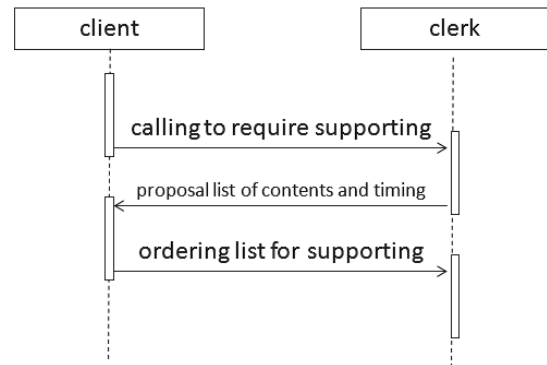 client
clerk
calling to require supporting
proposal list of contents and timing
ordering list for supporting